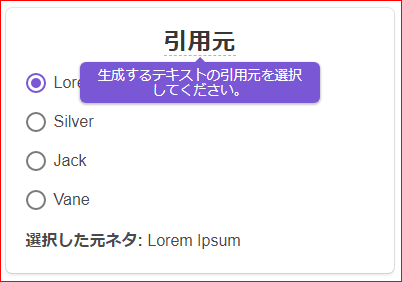 引用元
生成するテキストの引用元を選択
してください。
Silver
Jack
Vane
選択した元ネタ: Lorem Ipsum